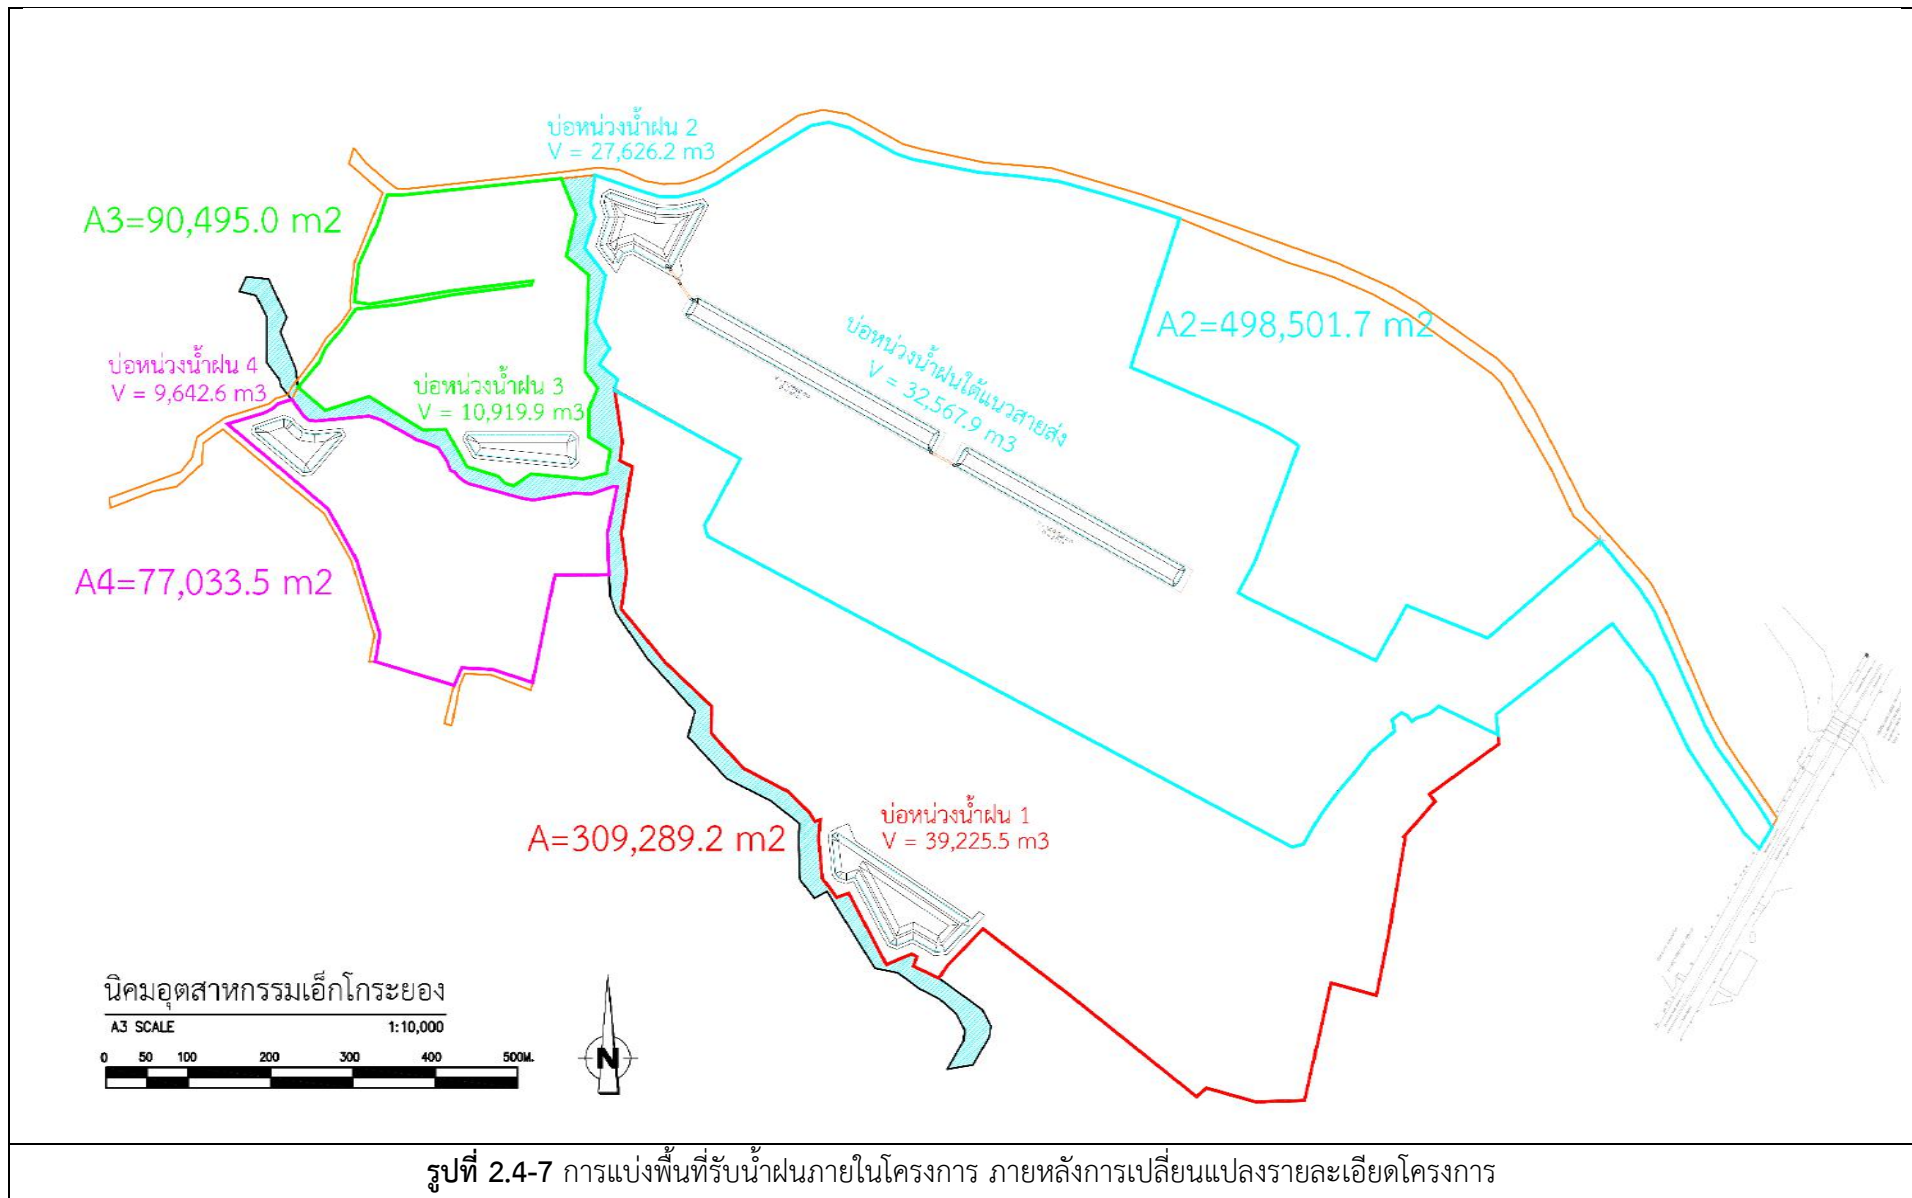 บ่อหน่วงน้ำฝน 2
V = 27,626.2 m3
A3=90,495.0 m2
A2=498,501.7 m2
บ่อหน่วงน้ำฝนใต้แนวสายส่ง
V = 32,567.9 m3
บ่อหน่วงน้ำฝน 4
V = 9,642.6 m3
บ่อหน่วงน้ำฝน 3
V = 10,919.9 m3
A4=77,033.5 m2
บ่อหน่วงน้ำฝน 1
V = 39,225.5 m3
A=309,289.2 m2
นิคมอุตสาหกรรมเอ็กโกระยอง
A3 SCALE 1:10,000
0 50 100 200 300 400 500M.
N
รูปที่ 2.4-7 การแบ่งพื้นที่รับน้ำฝนภายในโครงการ ภายหลังการเปลี่ยนแปลงรายละเอียดโครงการ